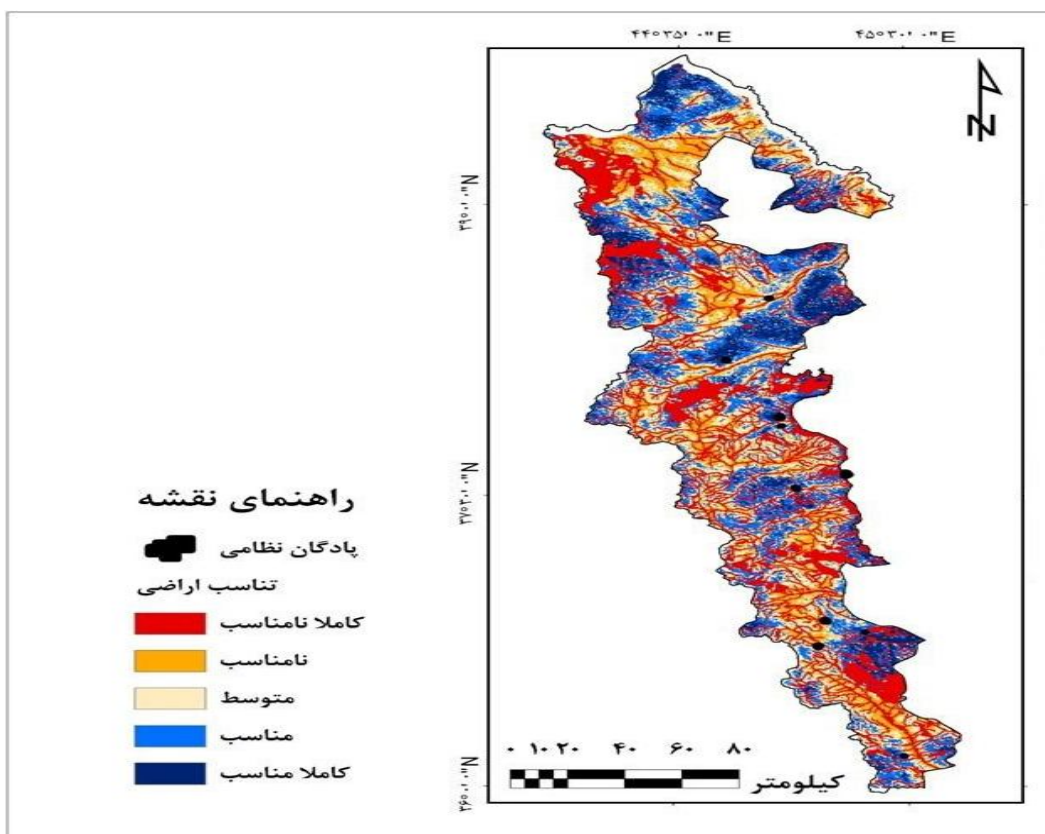 ۴۴°۳۵'۰"E
۴۵°۳۰'۰"E
N
۳۹°۰'۰"N
۳۷°۳۰'۰"N
۳۶°۰'۰"N
راهنمای نقشه
پادگان نظامی
تناسب اراضی
کاملا نامناسب
نامناسب
متوسط
مناسب
کاملا مناسب
۰ ۱۰ ۲۰ ۴۰ ۶۰ ۸۰
کیلومتر